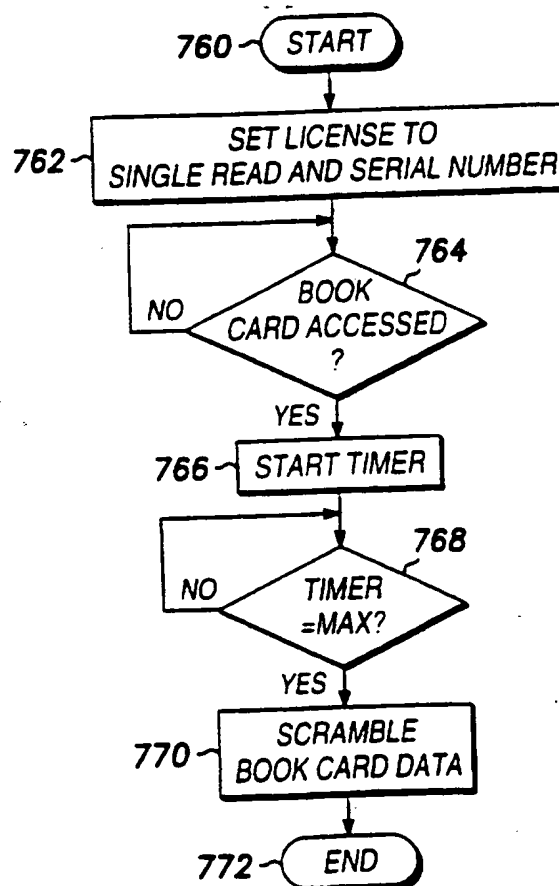 760
START
762
SET LICENSE TO
SINGLE READ AND SERIAL NUMBER
764
BOOK
CARD ACCESSED
?
NO
YES
766
START TIMER
768
TIMER
=MAX?
NO
YES
770
SCRAMBLE
BOOK CARD DATA
772
END